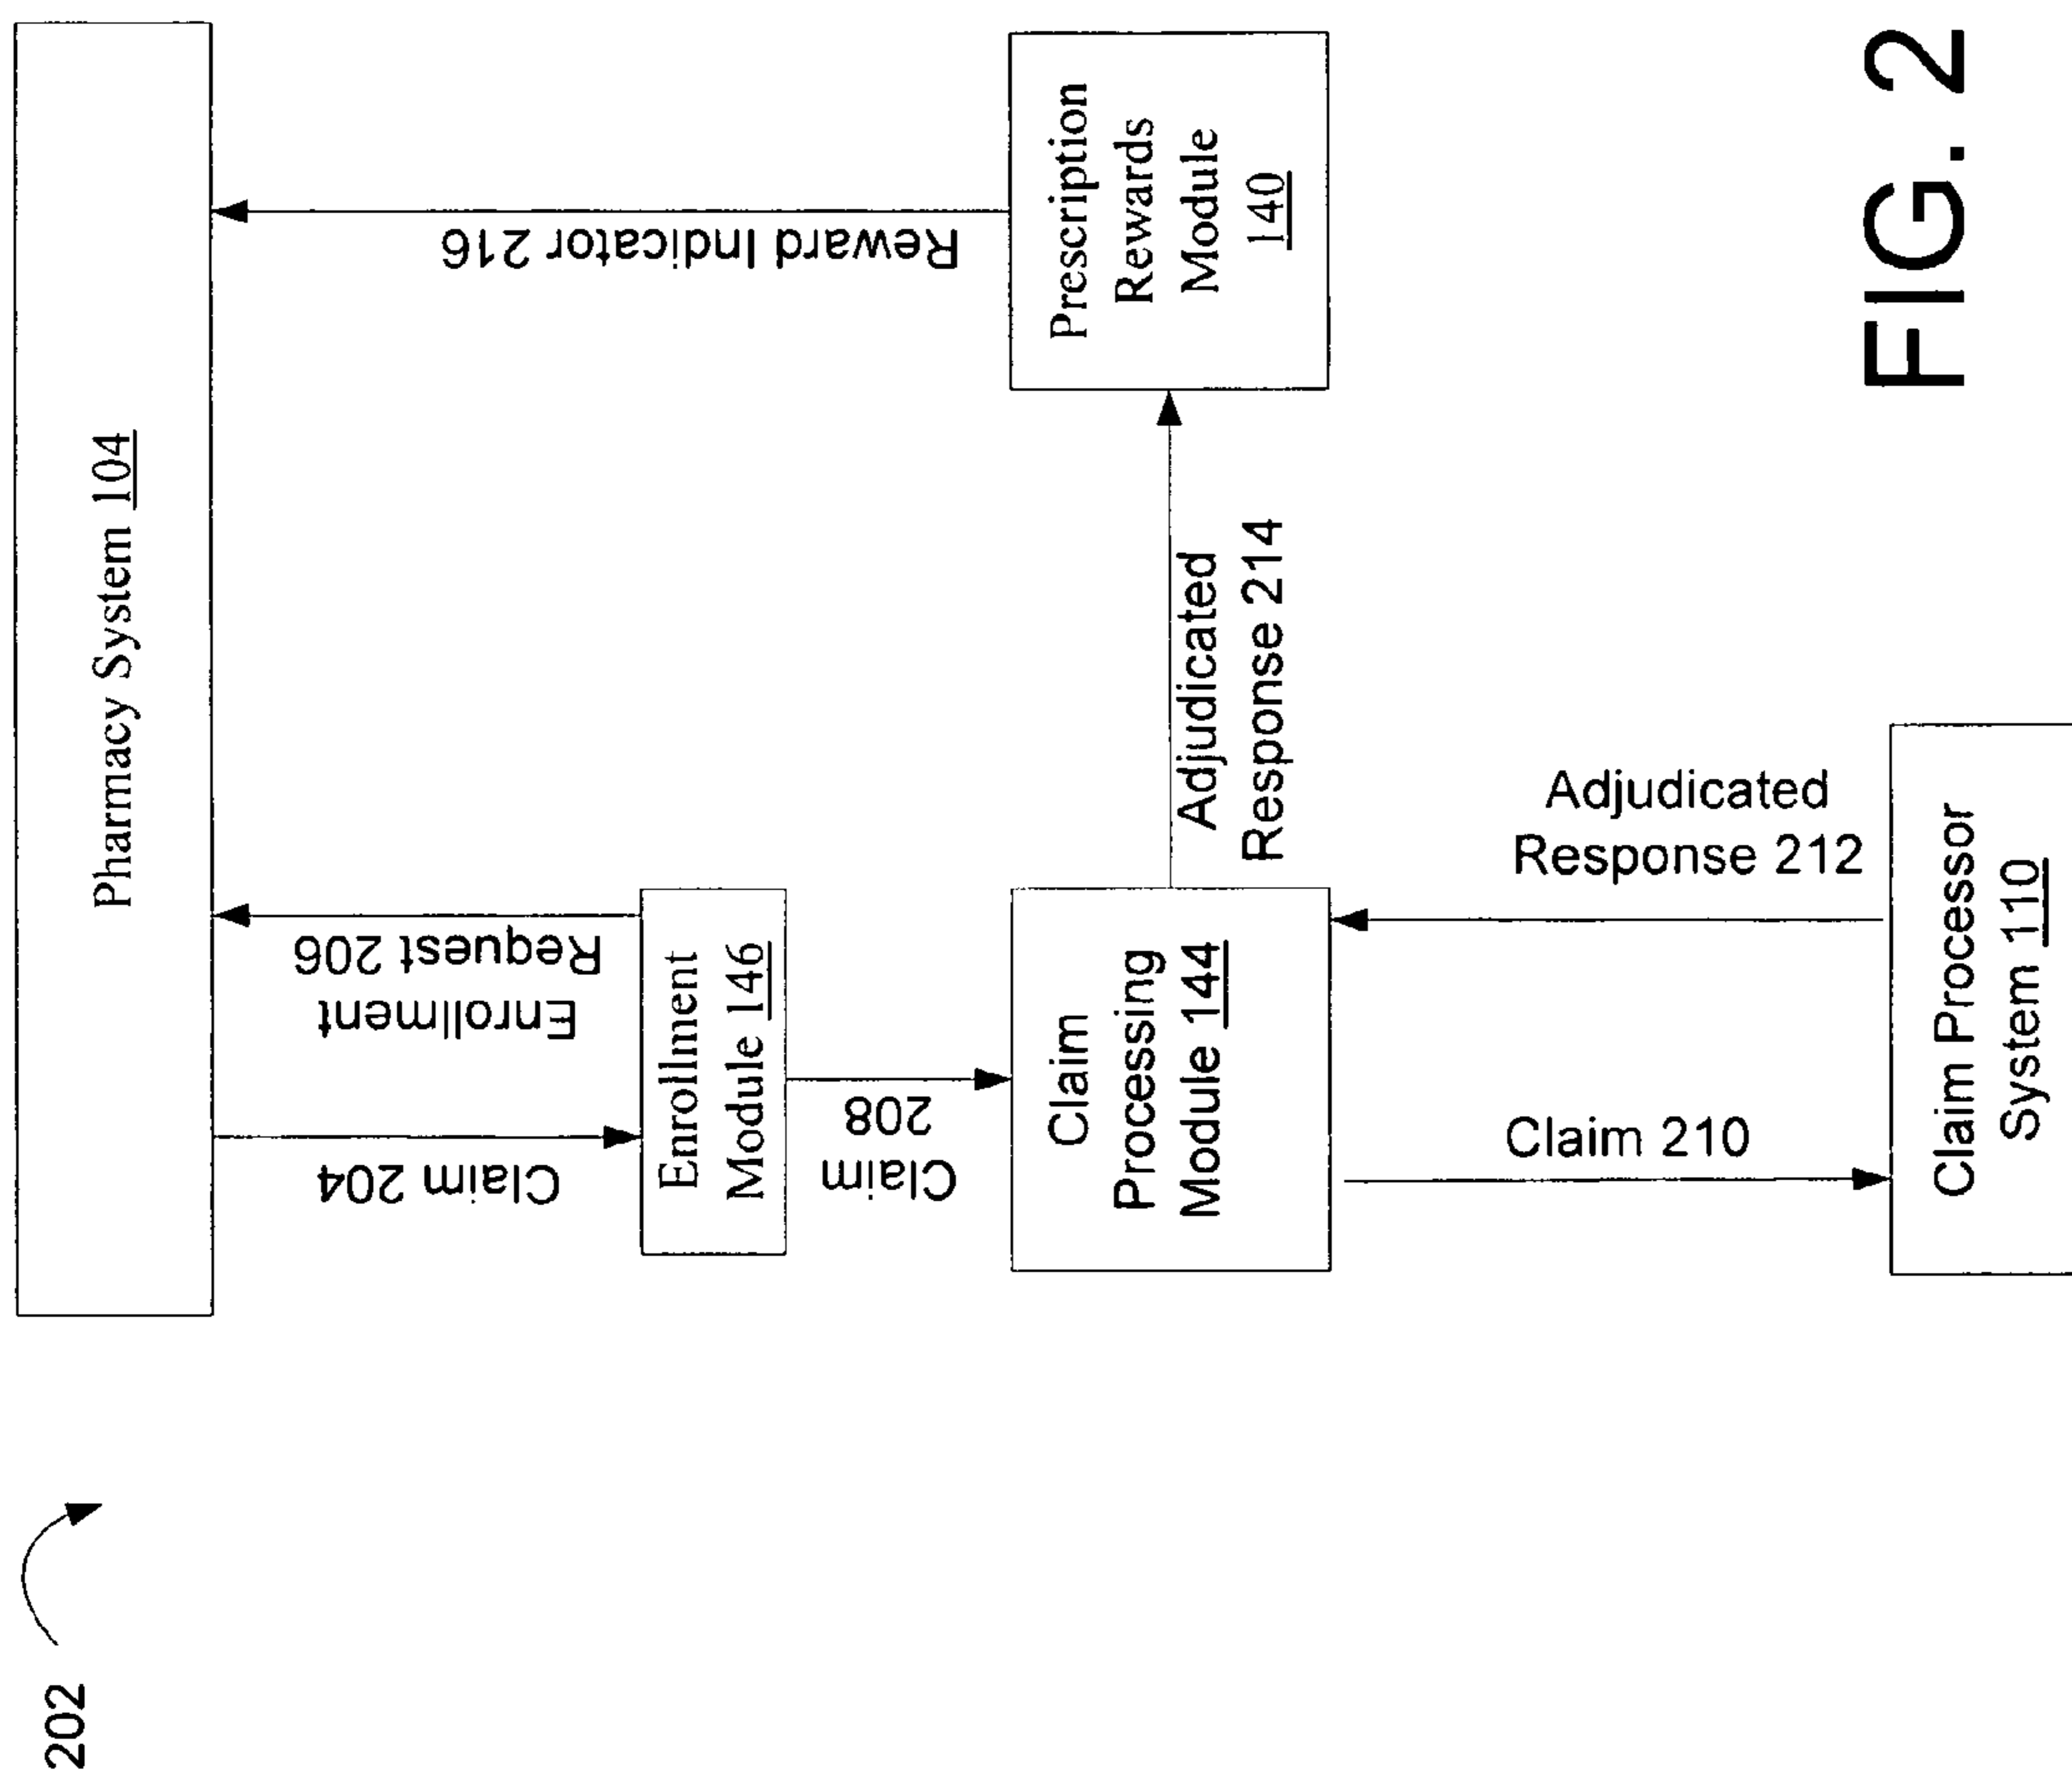 202
Pharmacy System 104
Claim 204
Enrollment
Request 206
Reward Indicator 216
Enrollment
Module 146
Claim
208
Claim
Processing
Module 144
Adjudicated
Response 214
Prescription
Rewards
Module
140
Claim 210
Adjudicated
Response 212
Claim Processor
System 110
FIG. 2